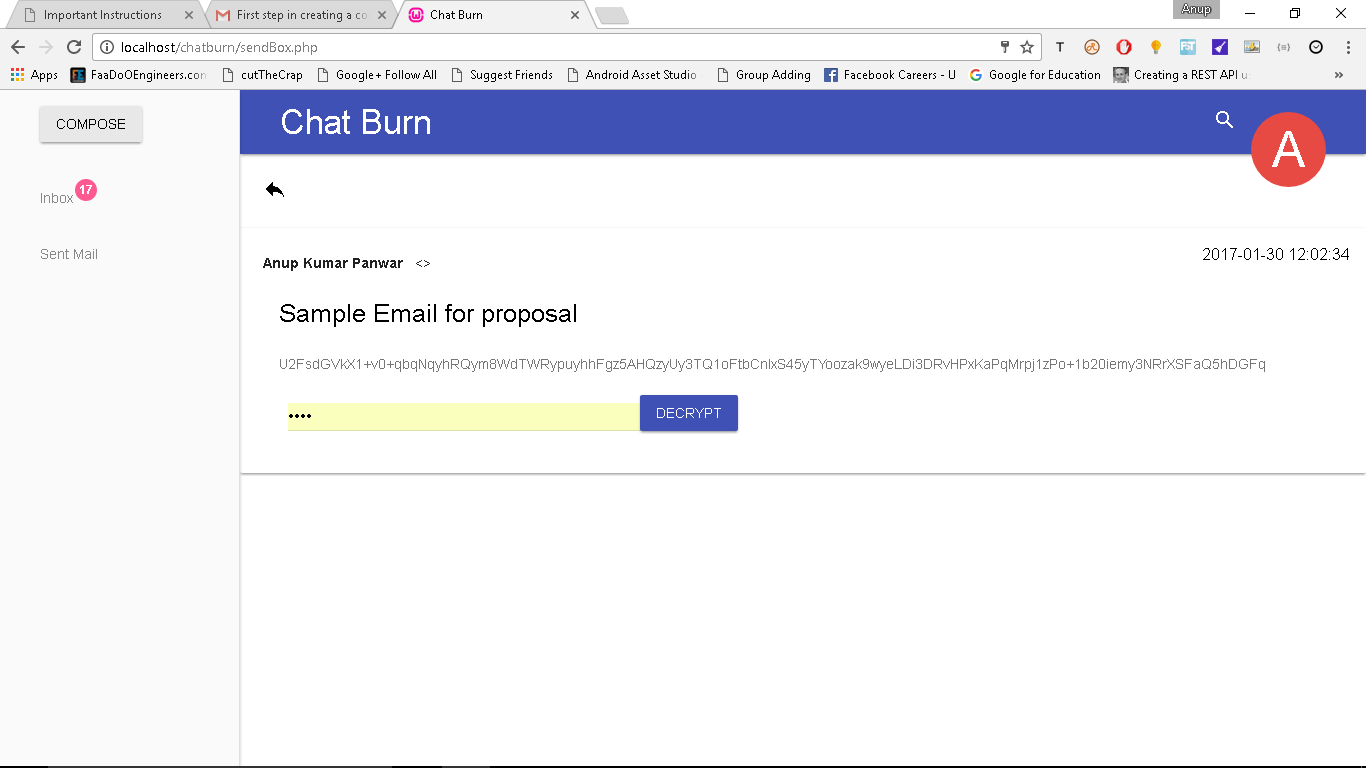 Important Instructions
First step in creating a co
Chat Burn
Anup
localhost/chatburn/sendBox.php
Apps
FaaDoOEngineers.com
cutTheCrap
Google+ Follow All
Suggest Friends
Android Asset Studio
Group Adding
Facebook Careers - U
Google for Education
Creating a REST API u
COMPOSE
Chat Burn
A
Inbox 17
Sent Mail
Anup Kumar Panwar <>
2017-01-30 12:02:34
Sample Email for proposal
U2FsdGVkX1+v0+qbqNqyhRQym8WdTWRypuyhhFgz5AHQzyUy3TQ1oFtbCnlxS45yTYoozak9wyeLDi3DRvHPxKaPqMrpj1zPo+1b20iemy3NRrXSFaQ5hDGFq
••••
DECRYPT